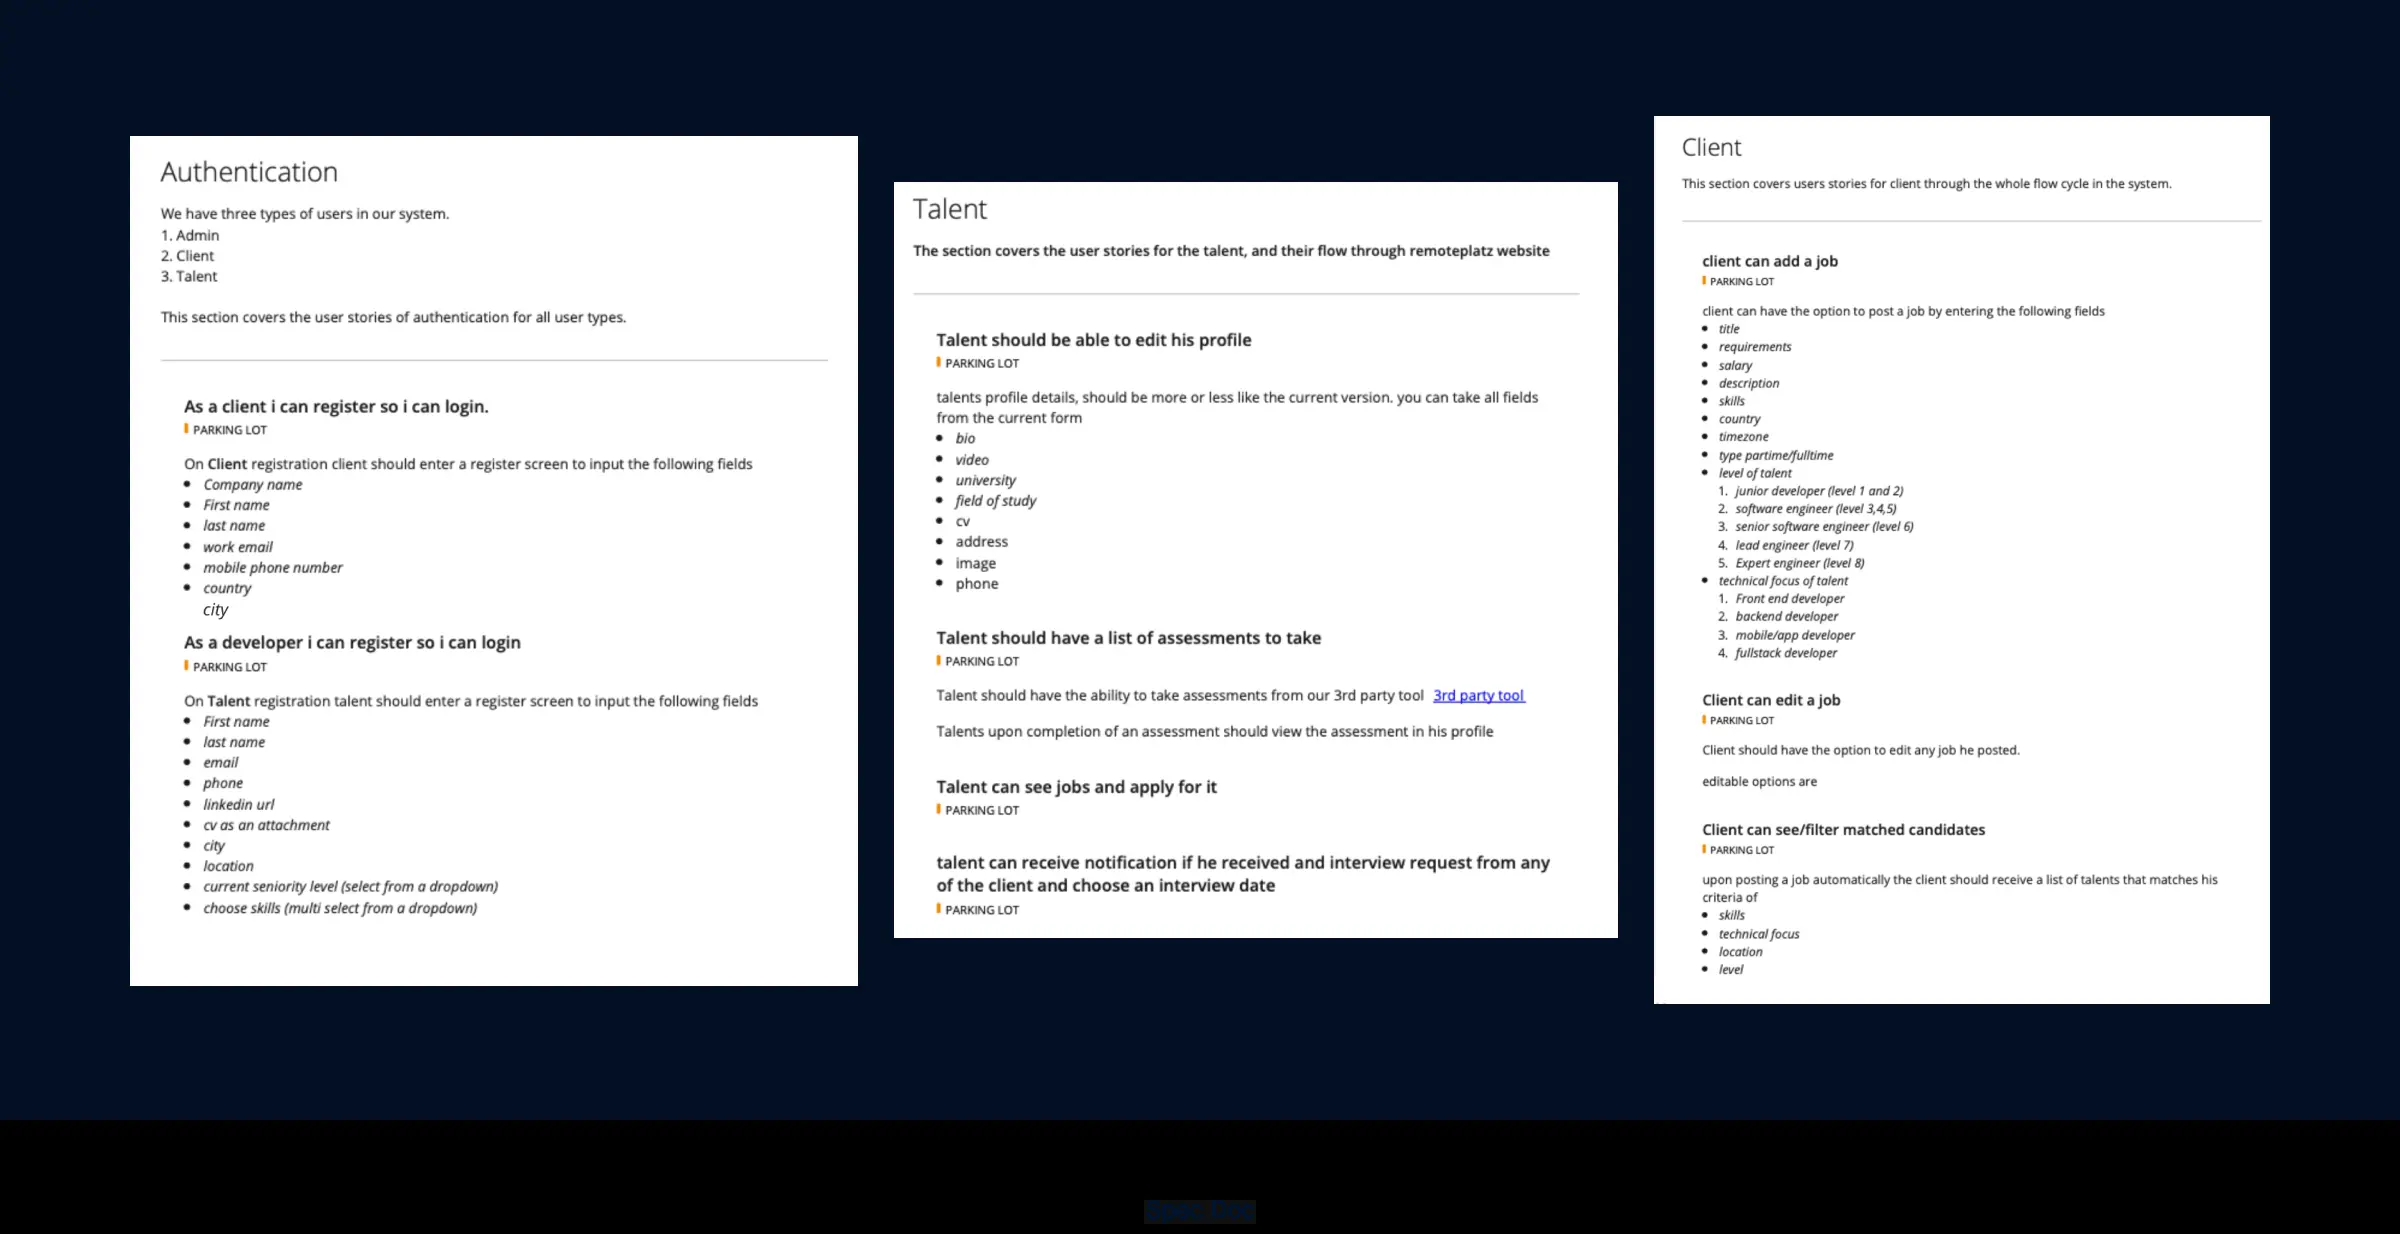 Authentication
We have three types of users in our system.
1. Admin
2. Client
3. Talent
This section covers the user stories of authentication for all user types.
As a client i can register so i can login.
PARKING LOT
On Client registration client should enter a register screen to input the following fields
• Company name
• First name
• last name
• work email
• mobile phone number
• country
city
As a developer i can register so i can login
PARKING LOT
On Talent registration talent should enter a register screen to input the following fields
• First name
• last name
• email
• phone
• linkedin url
• cv as an attachment
• city
• location
• current seniority level (select from a dropdown)
• choose skills (multi select from a dropdown)
Talent
The section covers the user stories for the talent, and their flow through remoteplatz website
Talent should be able to edit his profile
PARKING LOT
talents profile details, should be more or less like the current version. you can take all fields
from the current form
• bio
• video
• university
• field of study
• cv
• address
• image
• phone
Talent should have a list of assessments to take
PARKING LOT
Talent should have the ability to take assessments from our 3rd party tool 3rd party tool
Talents upon completion of an assessment should view the assessment in his profile
Talent can see jobs and apply for it
PARKING LOT
talent can receive notification if he received and interview request from any
of the client and choose an interview date
PARKING LOT
Client
This section covers users stories for client through the whole flow cycle in the system.
client can add a job
PARKING LOT
client can have the option to post a job by entering the following fields
• title
• requirements
• salary
• description
• skills
• country
• timezone
• type partime/fulltime
• level of talent
1. junior developer (level 1 and 2)
2. software engineer (level 3,4,5)
3. senior software engineer (level 6)
4. lead engineer (level 7)
5. Expert engineer (level 8)
• technical focus of talent
1. Front end developer
2. backend developer
3. mobile/app developer
4. fullstack developer
Client can edit a job
PARKING LOT
Client should have the option to edit any job he posted.
editable options are
Client can see/filter matched candidates
PARKING LOT
upon posting a job automatically the client should receive a list of talents that matches his
criteria of
• skills
• technical focus
• location
• level